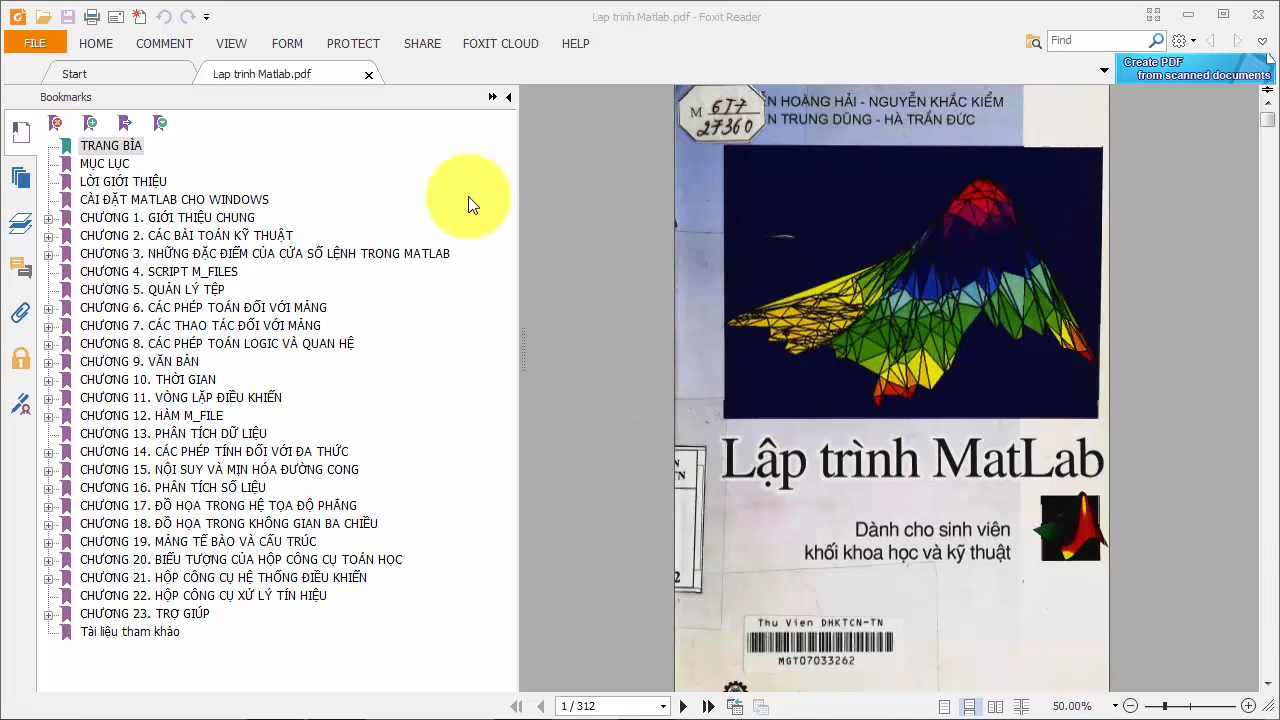 Lap trinh Matlab.pdf - Foxit Reader
FILE HOME COMMENT VIEW FORM PROTECT SHARE FOXIT CLOUD HELP
Find
Start
Lap trinh Matlab.pdf
Create PDF
from scanned documents
Bookmarks
TRANG BÌA
MỤC LỤC
LỜI GIỚI THIỆU
CÀI ĐẶT MATLAB CHO WINDOWS
CHƯƠNG 1. GIỚI THIỆU CHUNG
CHƯƠNG 2. CÁC BÀI TOÁN KỸ THUẬT
CHƯƠNG 3. NHỮNG ĐẶC ĐIỂM CỦA CỬA SỔ LỆNH TRONG MATLAB
CHƯƠNG 4. SCRIPT M_FILES
CHƯƠNG 5. QUẢN LÝ TỆP
CHƯƠNG 6. CÁC PHÉP TOÁN ĐỐI VỚI MẢNG
CHƯƠNG 7. CÁC THAO TÁC ĐỐI VỚI MẢNG
CHƯƠNG 8. CÁC PHÉP TOÁN LOGIC VÀ QUAN HỆ
CHƯƠNG 9. VĂN BẢN
CHƯƠNG 10. THỜI GIAN
CHƯƠNG 11. VÒNG LẶP ĐIỀU KHIỂN
CHƯƠNG 12. HÀM M_FILE
CHƯƠNG 13. PHÂN TÍCH DỮ LIỆU
CHƯƠNG 14. CÁC PHÉP TÍNH ĐỐI VỚI ĐA THỨC
CHƯƠNG 15. NỘI SUY VÀ MỊN HÓA ĐƯỜNG CONG
CHƯƠNG 16. PHÂN TÍCH SỐ LIỆU
CHƯƠNG 17. ĐỒ HỌA TRONG HỆ TỌA ĐỘ PHẲNG
CHƯƠNG 18. ĐỒ HỌA TRONG KHÔNG GIAN BA CHIỀU
CHƯƠNG 19. MẢNG TẾ BÀO VÀ CẤU TRÚC
CHƯƠNG 20. BIỂU TƯỢNG CỦA HỘP CÔNG CỤ TOÁN HỌC
CHƯƠNG 21. HỘP CÔNG CỤ HỆ THỐNG ĐIỀU KHIỂN
CHƯƠNG 22. HỘP CÔNG CỤ XỬ LÝ TÍN HIỆU
CHƯƠNG 23. TRỢ GIÚP
Tài liệu tham khảo
M 6T7
27360
ỄN HOÀNG HẢI - NGUYỄN KHẮC KIỂM
N TRUNG DŨNG - HÀ TRẦN ĐỨC
Lập trình MatLab
Dành cho sinh viên
khối khoa học và kỹ thuật
N
TN
2
Thu Vien DHKTCN-TN
MGT07033262
1 / 312
50.00%